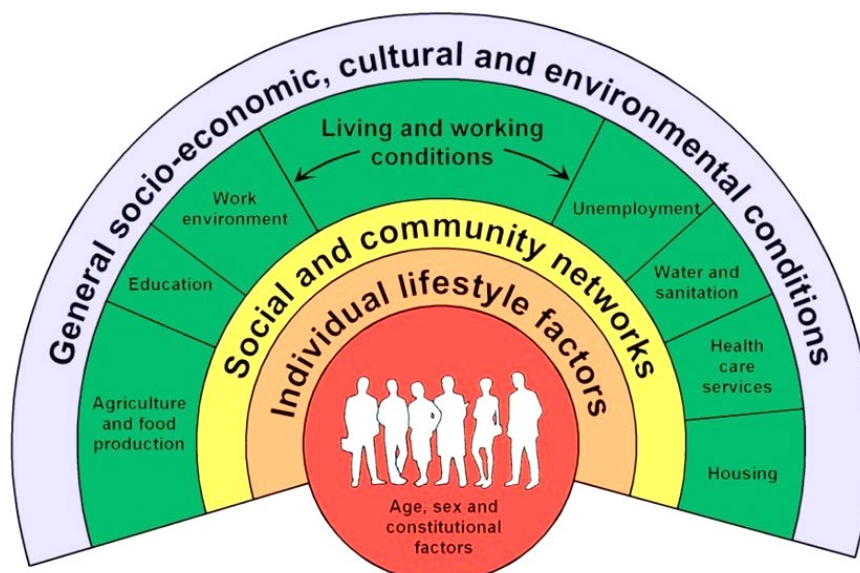 General socio-economic, cultural and environmental conditions
Living and working
conditions
Work
environment
Education
Agriculture
and food
production
Unemployment
Water and
sanitation
Health
care
services
Housing
Social and community networks
Individual lifestyle factors
Age, sex and
constitutional
factors